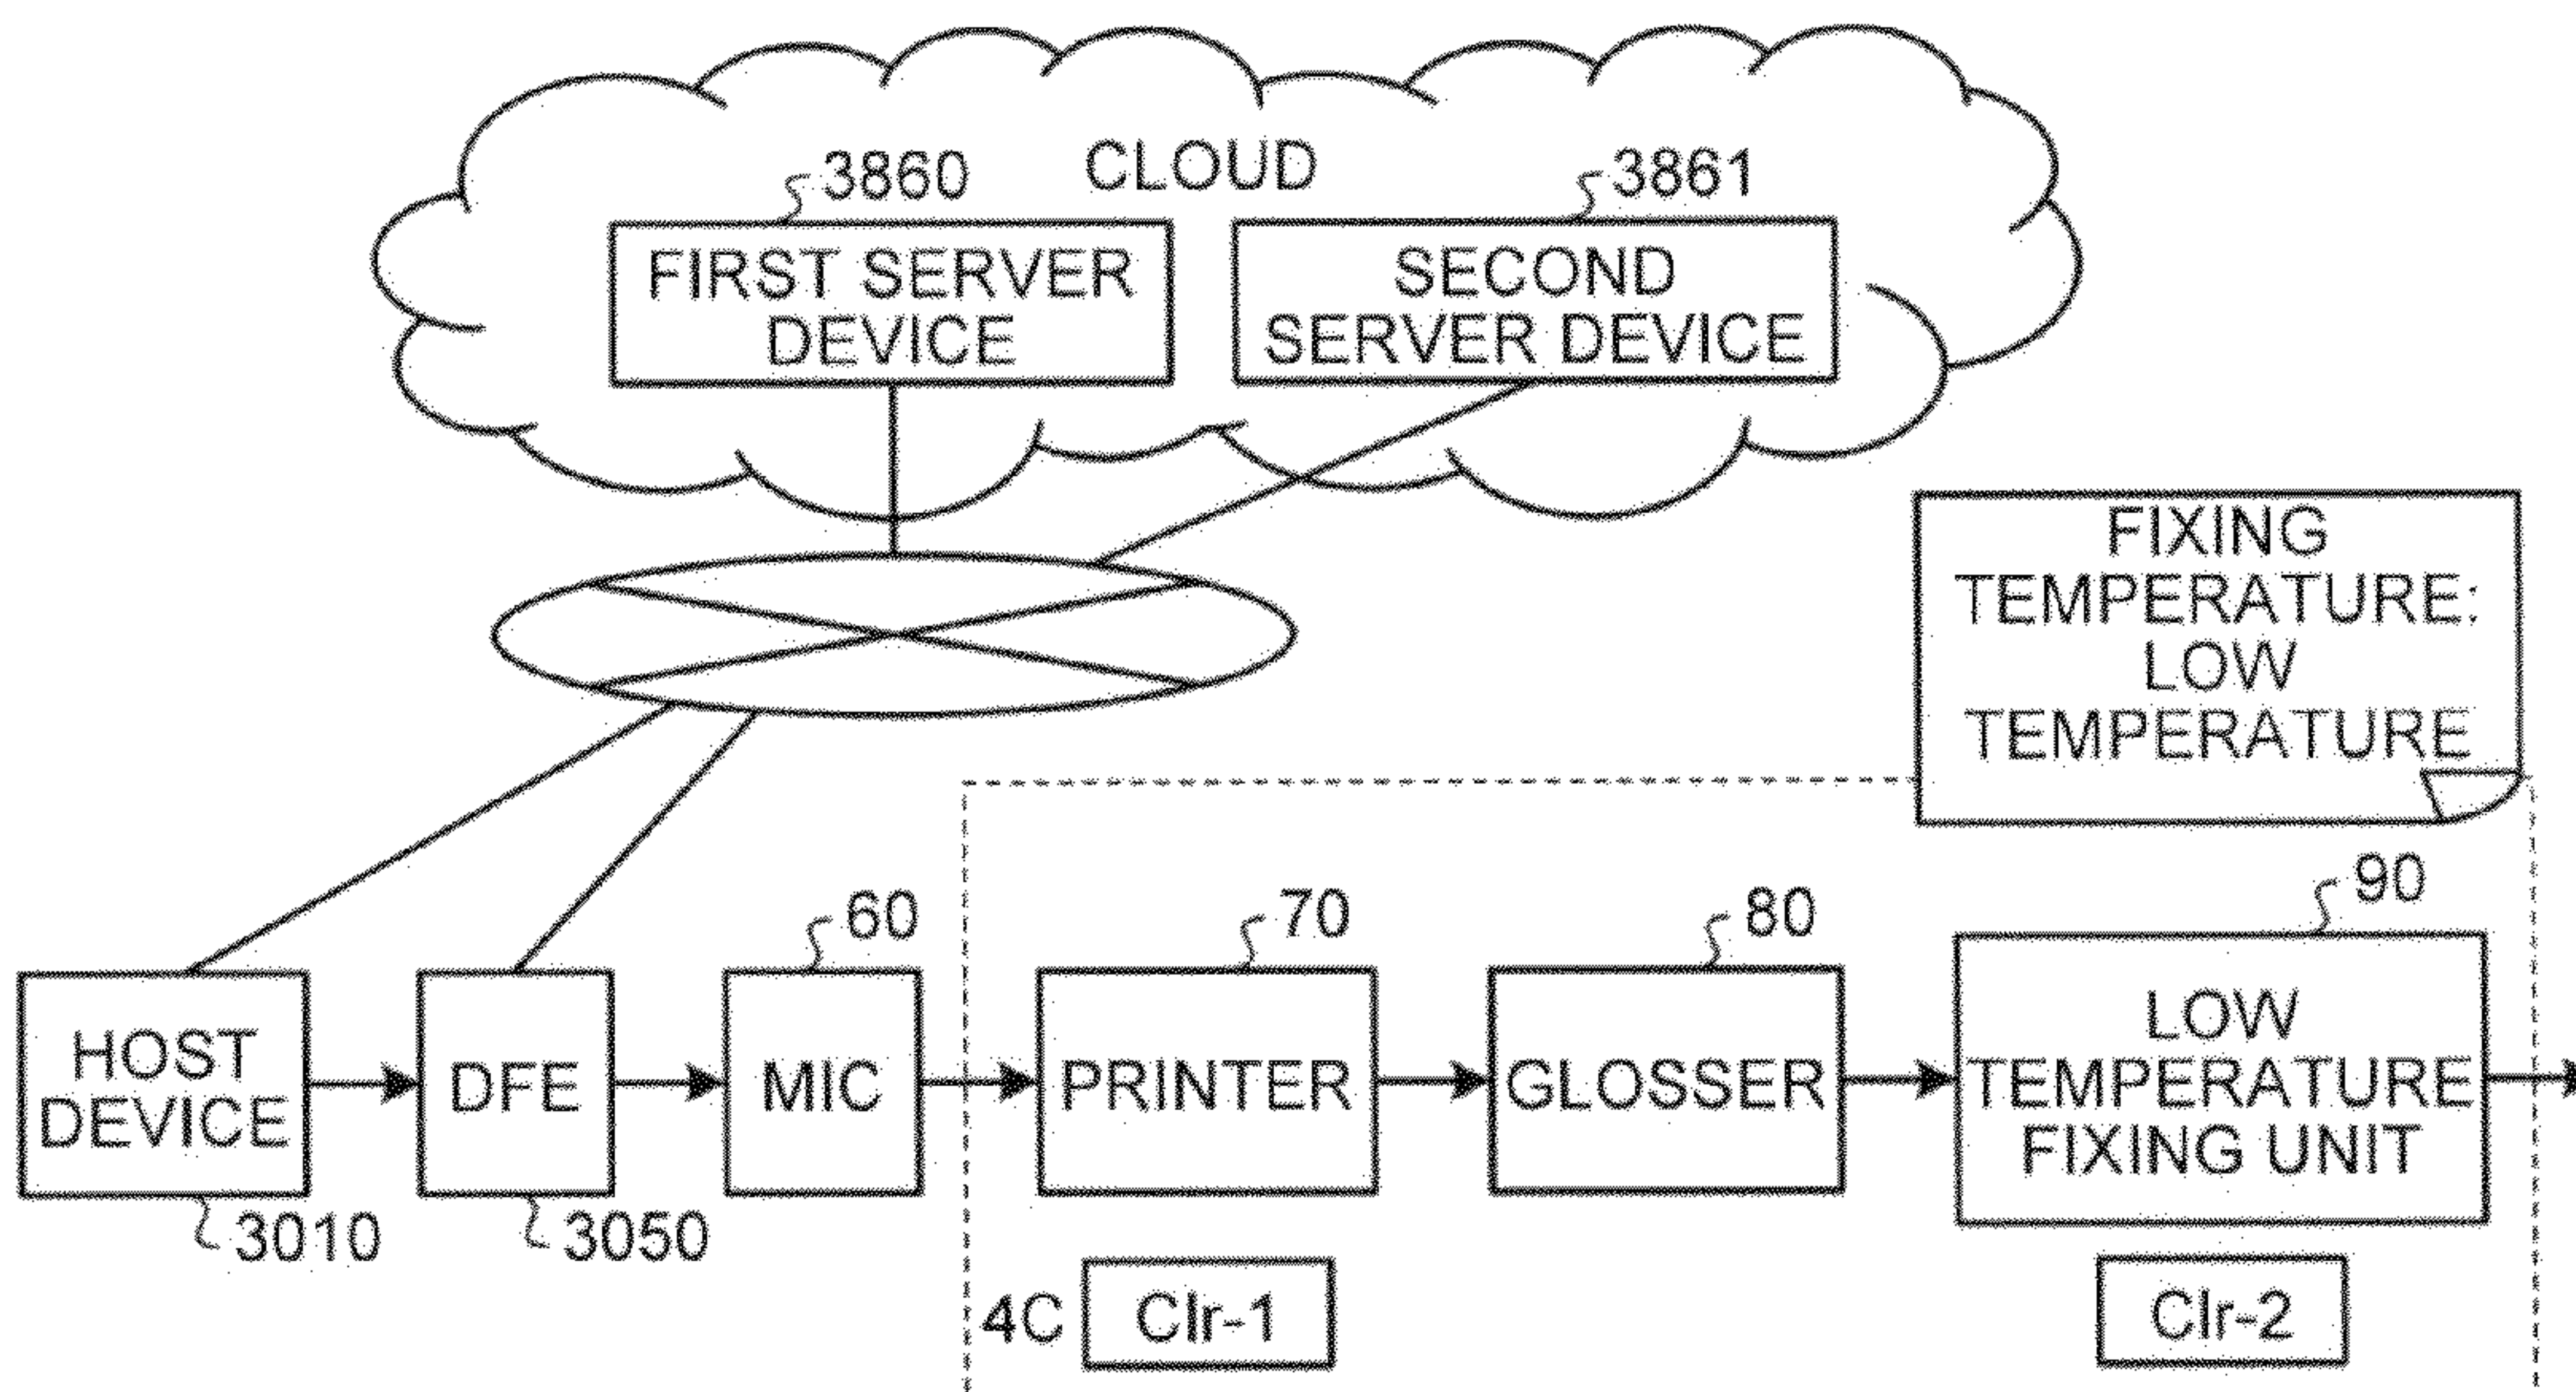 CLOUD
3860
3861
FIRST SERVER
DEVICE
SECOND
SERVER DEVICE
FIXING
TEMPERATURE:
LOW
TEMPERATURE
60
70
80
90
HOST
DEVICE
DFE
MIC
PRINTER
GLOSSER
LOW
TEMPERATURE
FIXING UNIT
3010
3050
4C
Clr-1
Clr-2